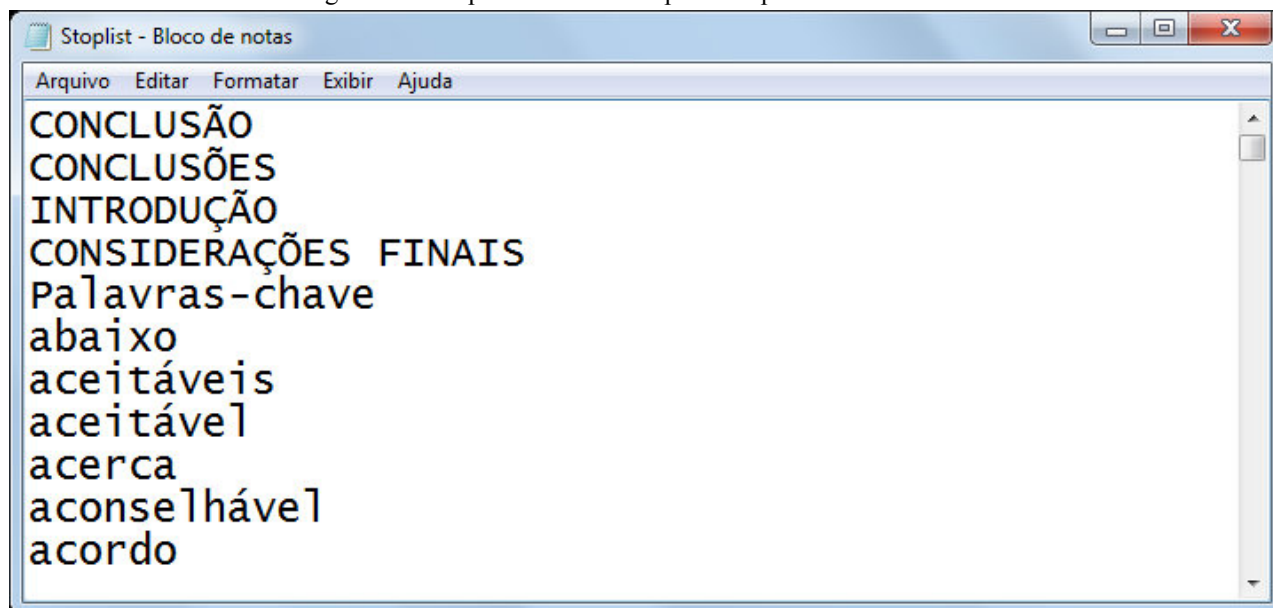 Stoplist - Bloco de notas
Arquivo Editar Formatar Exibir Ajuda
CONCLUSÃO
CONCLUSÕES
INTRODUÇÃO
CONSIDERAÇÕES FINAIS
Palavras-chave
abaixo
aceitáveis
aceitável
acerca
aconselhável
acordo